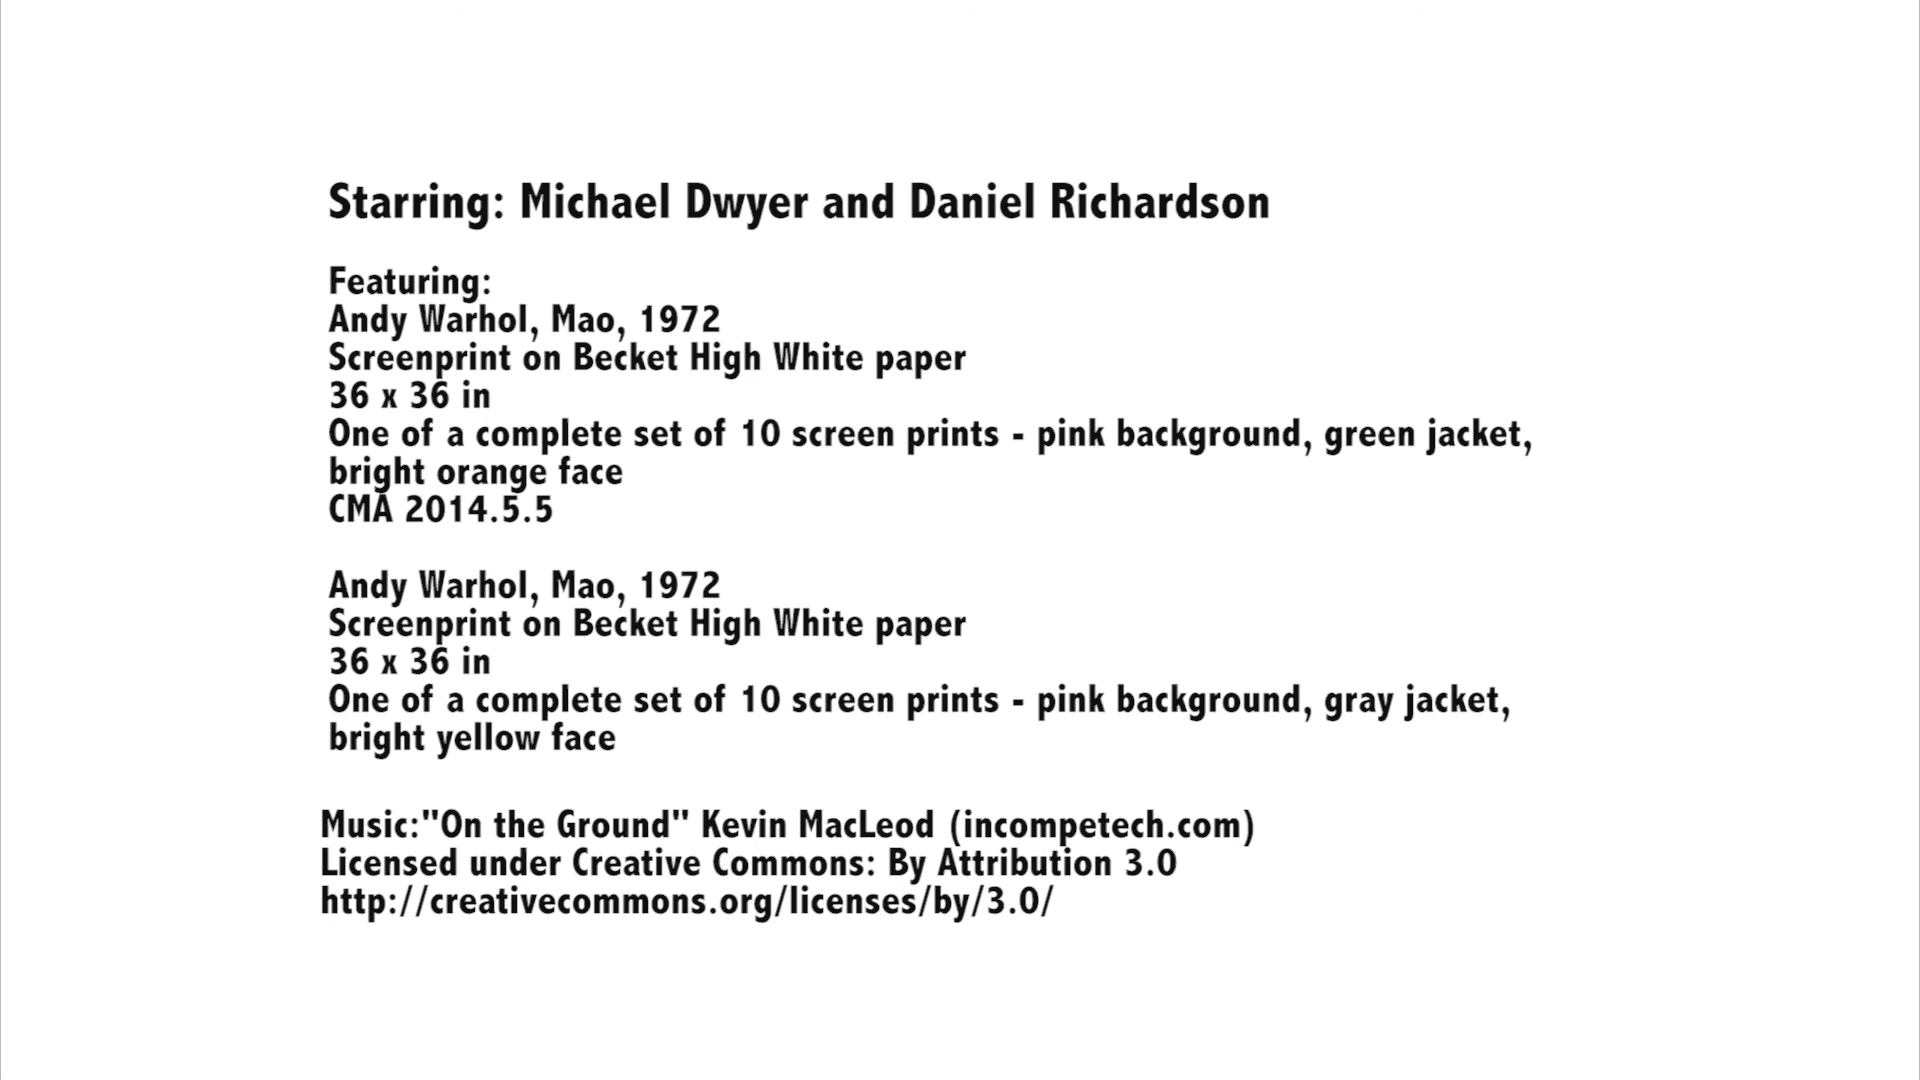 Starring: Michael Dwyer and Daniel Richardson
Featuring:
Andy Warhol, Mao, 1972
Screenprint on Becket High White paper
36 x 36 in
One of a complete set of 10 screen prints - pink background, green jacket,
bright orange face
CMA 2014.5.5
Andy Warhol, Mao, 1972
Screenprint on Becket High White paper
36 x 36 in
One of a complete set of 10 screen prints - pink background, gray jacket,
bright yellow face
Music:"On the Ground" Kevin MacLeod (incompetech.com)
Licensed under Creative Commons: By Attribution 3.0
http://creativecommons.org/licenses/by/3.0/